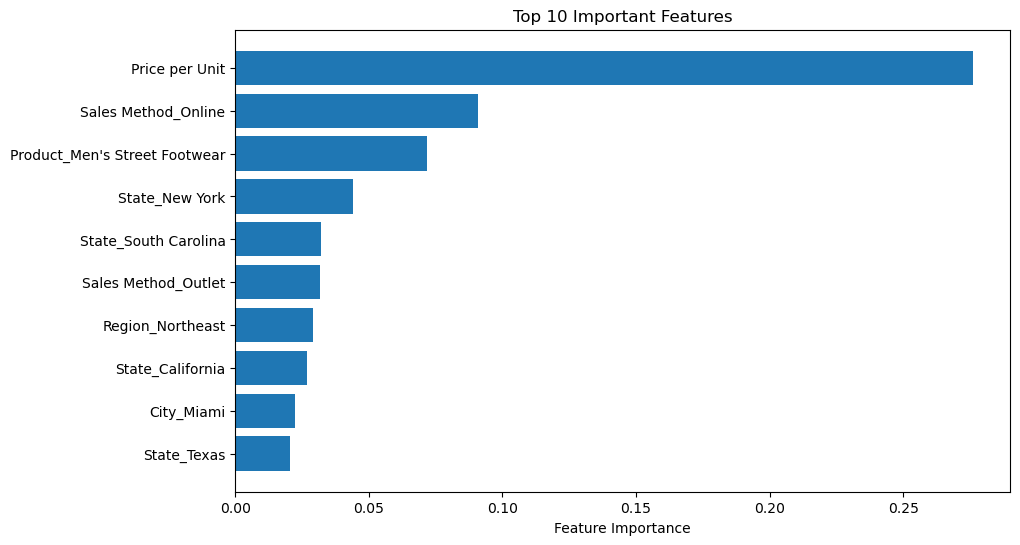 Top 10 Important Features
Price per Unit
Sales Method_Online
Product_Men's Street Footwear
State_New York
State_South Carolina
Sales Method_Outlet
Region_Northeast
State_California
City_Miami
State_Texas
0.00 0.05 0.10 0.15 0.20 0.25
Feature Importance